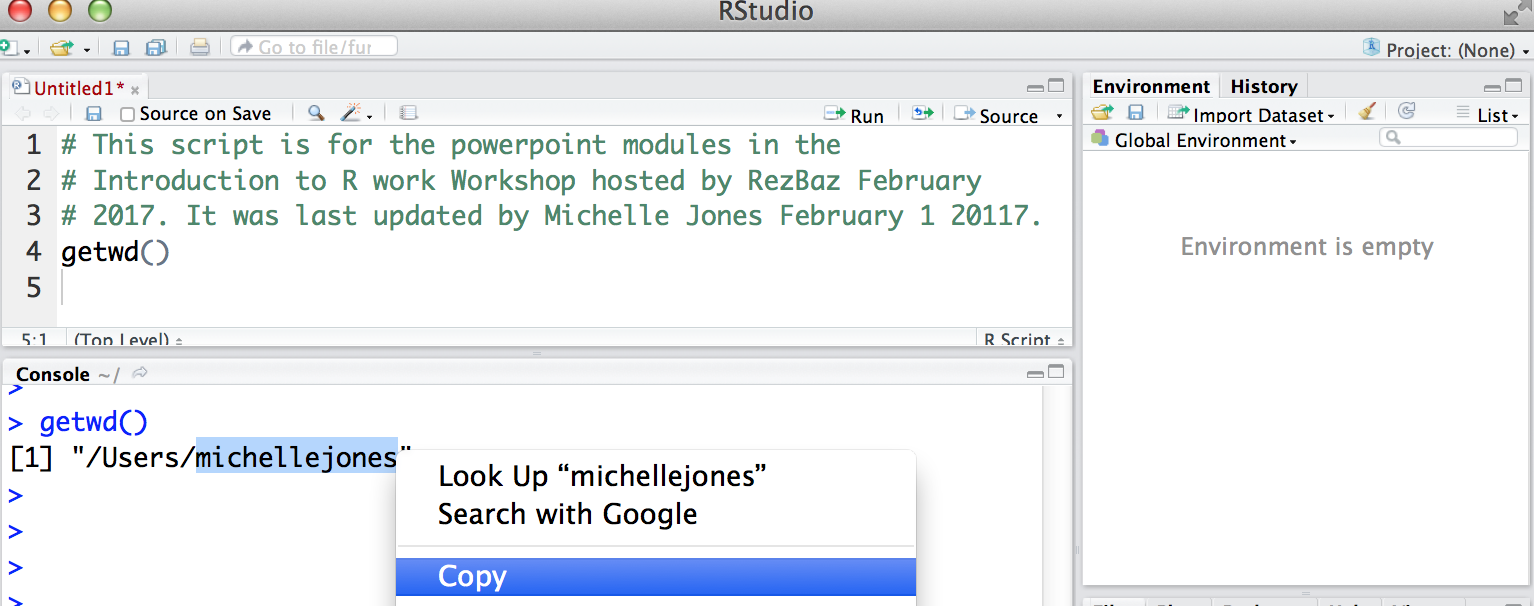 RStudio
Go to file/fur
Project: (None)
Untitled1*
Source on Save
Run
Source
1 # This script is for the powerpoint modules in the
2 # Introduction to R work Workshop hosted by RezBaz February
3 # 2017. It was last updated by Michelle Jones February 1 20117.
4 getwd()
5
5:1 (Top Level) R Script
Console ~/
>
> getwd()
[1] "/Users/michellejones"
>
>
>
>
Look Up “michellejones”
Search with Google
Copy
Environment History
Import Dataset List
Global Environment
Environment is empty